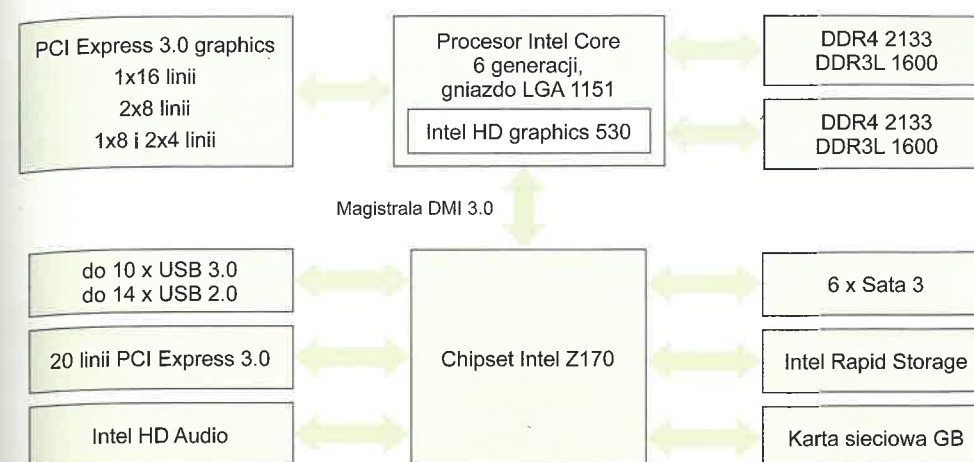 PCI Express 3.0 graphics
1x16 linii
2x8 linii
1x8 i 2x4 linii
Procesor Intel Core
6 generacji,
gniazdo LGA 1151
Intel HD graphics 530
DDR4 2133
DDR3L 1600
DDR4 2133
DDR3L 1600
Magistrala DMI 3.0
do 10 x USB 3.0
do 14 x USB 2.0
20 linii PCI Express 3.0
Intel HD Audio
Chipset Intel Z170
6 x Sata 3
Intel Rapid Storage
Karta sieciowa GB